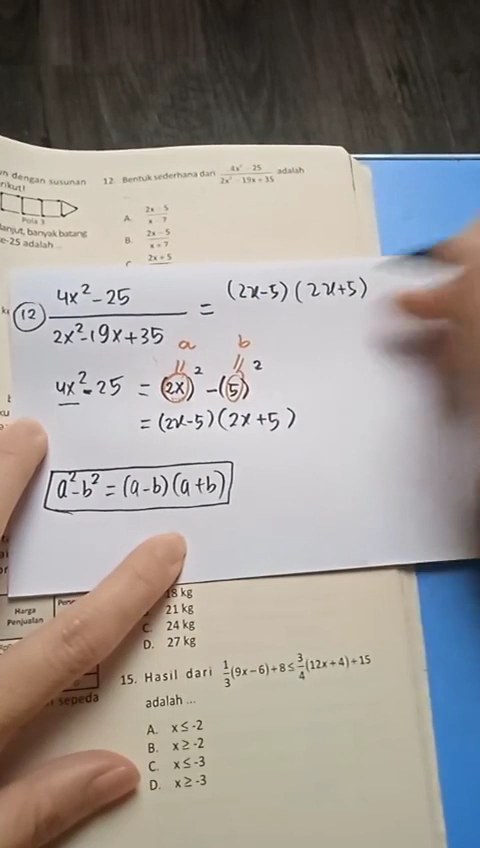 n dengan susunan
rikut!
Pola 3
lanjut, banyak batang
e-25 adalah
12. Bentuk sederhana dari 4x² − 25 / 2x² − 19x + 35 adalah
A. 2x − 5 / x − 7
B. 2x − 5 / x + 7
2x + 5
12 4x² − 25 / 2x² − 19x + 35 = (2x−5) (2x+5)
a b
4x² − 25 = (2x)² − (5)²
= (2x−5) (2x+5)
a² − b² = (a−b) (a+b)
Harga
Penjualan
sepeda
18 kg
21 kg
C. 24 kg
D. 27 kg
15. Hasil dari 1/3 (9x − 6) + 8 ≤ 3/4 (12x + 4) + 15
adalah ...
A. x ≤ -2
B. x ≥ -2
C. x ≤ -3
D. x ≥ -3